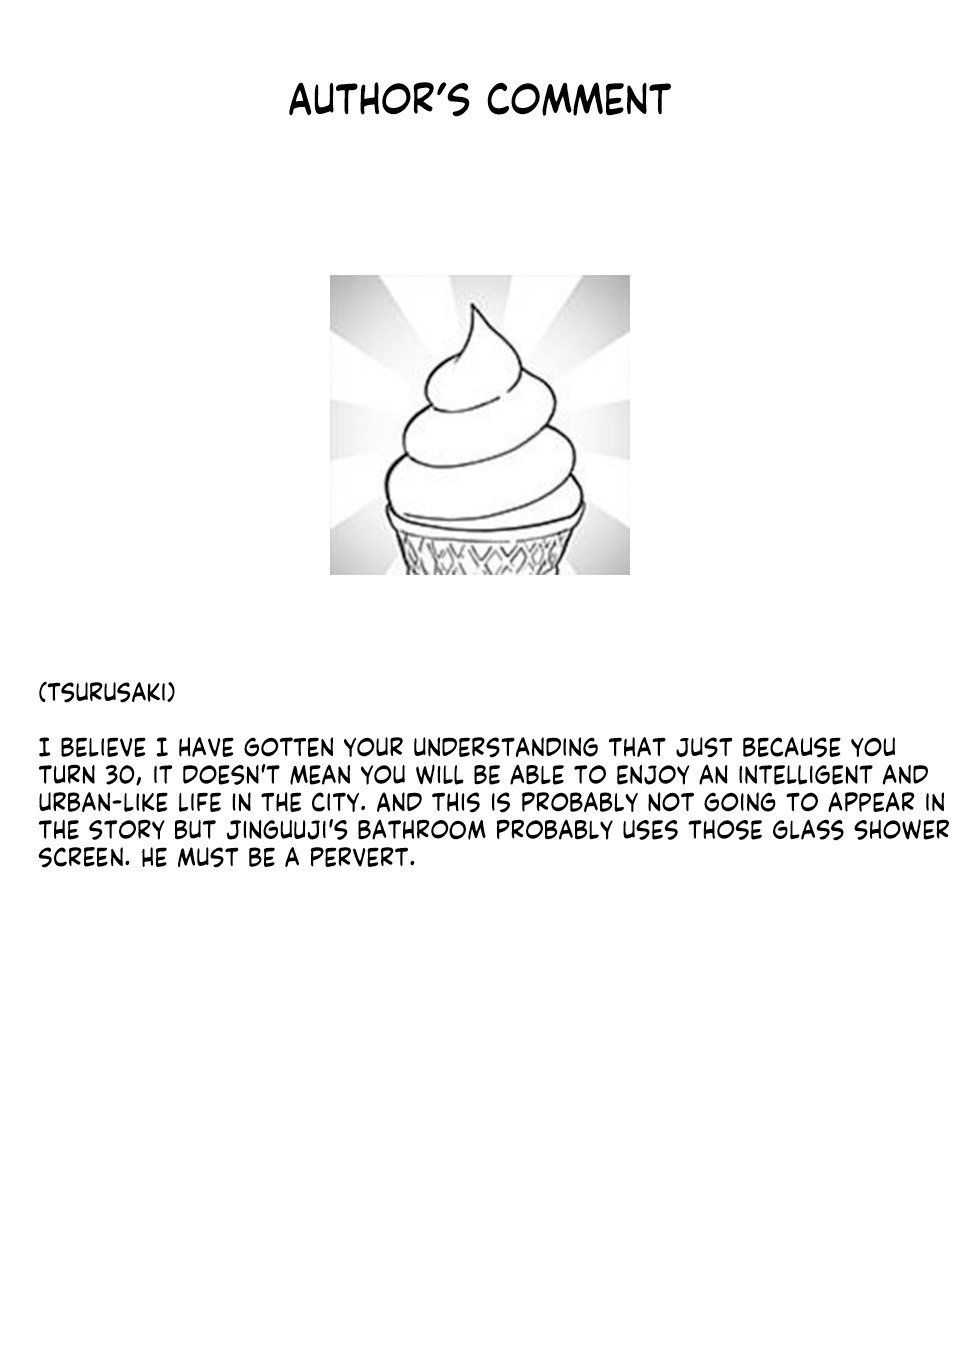 AUTHOR'S COMMENT
(TSURUSAKI)
I BELIEVE I HAVE GOTTEN YOUR UNDERSTANDING THAT JUST BECAUSE YOU
TURN 30, IT DOESN'T MEAN YOU WILL BE ABLE TO ENJOY AN INTELLIGENT AND
URBAN-LIKE LIFE IN THE CITY. AND THIS IS PROBABLY NOT GOING TO APPEAR IN
THE STORY BUT JINGUUJI'S BATHROOM PROBABLY USES THOSE GLASS SHOWER
SCREEN. HE MUST BE A PERVERT.